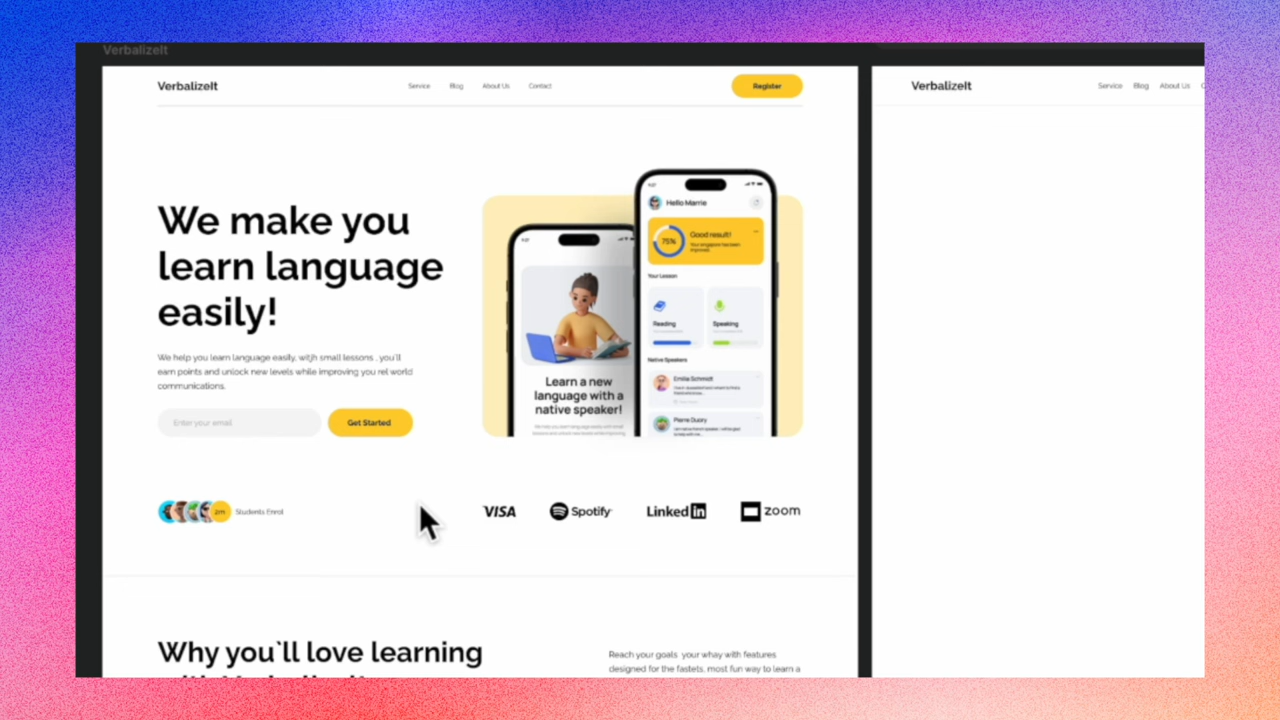 VerbalizeIt
VerbalizeIt
Service Blog About Us Contact
Register
We make you
learn language
easily!
We help you learn language easily, witjh small lessons . you'll
earn points and unlock new levels while improving you rel world
communications.
Enter your email
Get Started
Learn a new
language with a
native speaker!
Hello Marrie
75%
Good result!
Your Lesson
Reading
Speaking
Native Speakers
Emilia Schmidt
Pierre Duory
2m Students Enrol
VISA
Spotify
Linked in
zoom
Why you`ll love learning
Reach your goals your whay with features
designed for the fastets, most fun way to learn a
VerbalizeIt
Service Blog About Us